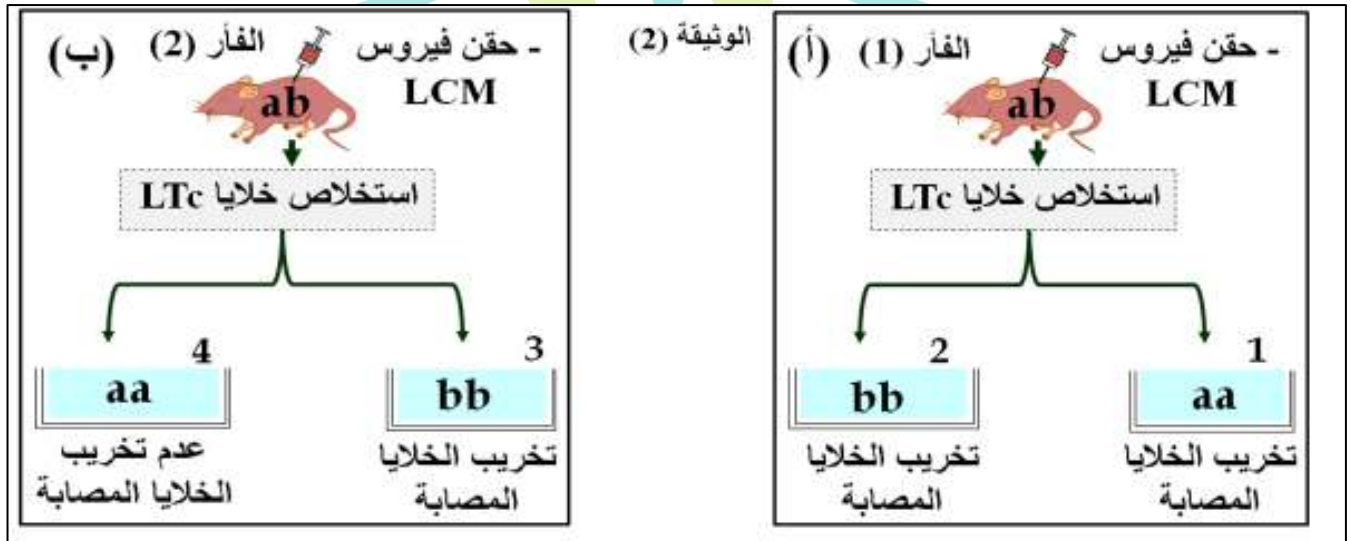 (أ) الفأر (1) - حقن فيروس
LCM
ab
استخلاص خلايا LTc
1
aa
تخريب الخلايا
المصابة
2
bb
تخريب الخلايا
المصابة
الوثيقة (2)
(ب) الفأر (2) - حقن فيروس
LCM
ab
استخلاص خلايا LTc
3
bb
تخريب الخلايا
المصابة
4
aa
عدم تخريب
الخلايا المصابة